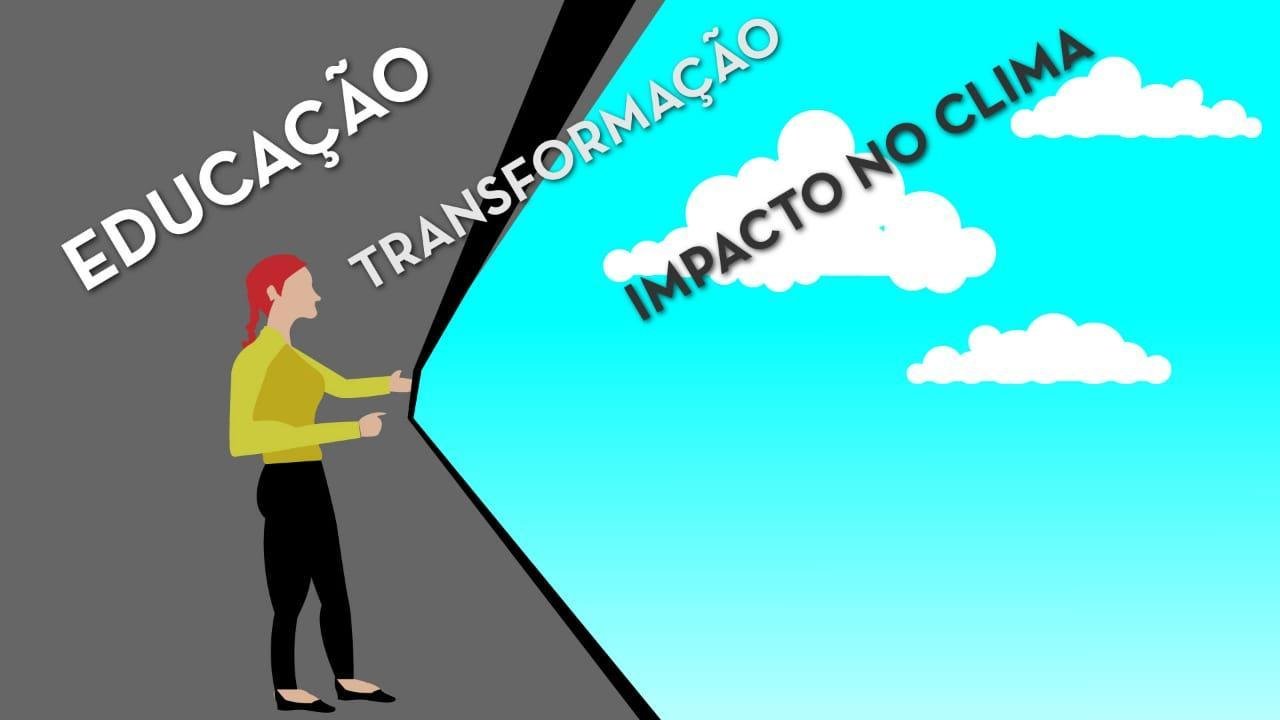 EDUCAÇÃO
TRANSFORMAÇÃO
IMPACTO NO CLIMA